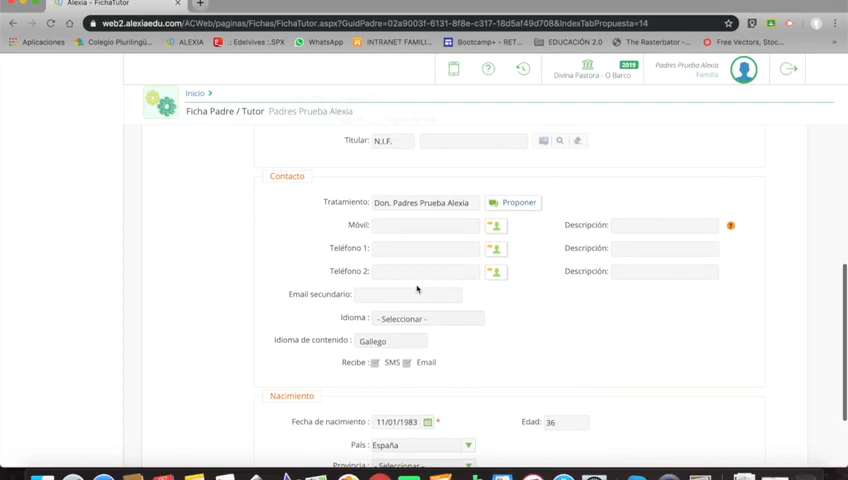 Alexia - FichaTutor
web2.alexiaedu.com/ACWeb/paginas/Fichas/FichaTutor.aspx?GuidPadre=02a9003f-6131-8f8e-c317-18d5af49d708&IndexTabPropuesta=14
Aplicaciones Colegio Plurilingü... ALEXIA : Edelvives :.SPX WhatsApp INTRANET FAMILI... Bootcamp+ - RET... EDUCACIÓN 2.0 The Rasterbator -... Free Vectors, Stoc...
2019
Divina Pastora - O Barco
Padres Prueba Alexia
Familia
Inicio
Ficha Padre / Tutor Padres Prueba Alexia
Titular: N.I.F.
Contacto
Tratamiento: Don. Padres Prueba Alexia Proponer
Móvil: Descripción:
Teléfono 1: Descripción:
Teléfono 2: Descripción:
Email secundario:
Idioma : - Seleccionar -
Idioma de contenido : Gallego
Recibe : SMS Email
Nacimiento
Fecha de nacimiento : 11/01/1983 * Edad: 36
País : España
Provincia : - Seleccionar -